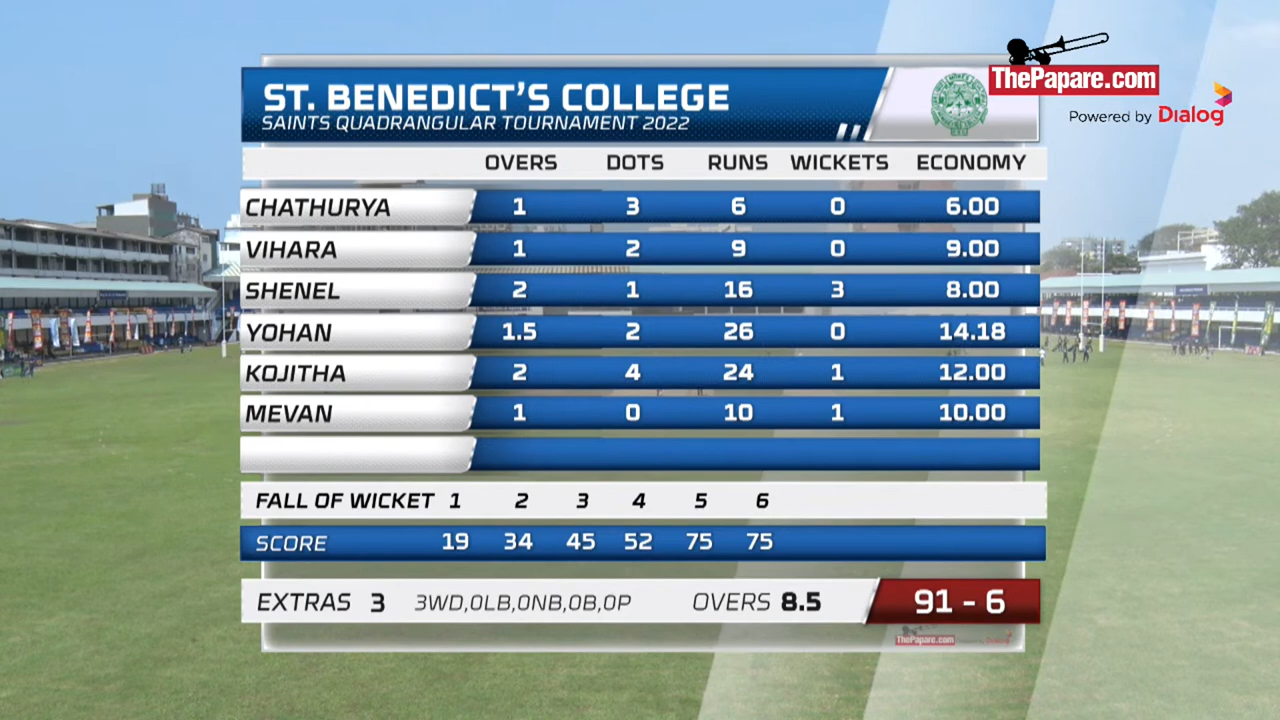 ThePapare.com
Powered by Dialog
ST. BENEDICT'S COLLEGE
SAINTS QUADRANGULAR TOURNAMENT 2022
OVERS DOTS RUNS WICKETS ECONOMY
CHATHURYA 1 3 6 0 6.00
VIHARA 1 2 9 0 9.00
SHENEL 2 1 16 3 8.00
YOHAN 1.5 2 26 0 14.18
KOJITHA 2 4 24 1 12.00
MEVAN 1 0 10 1 10.00
FALL OF WICKET 1 2 3 4 5 6
SCORE 19 34 45 52 75 75
EXTRAS 3 3WD,0LB,0NB,0B,0P OVERS 8.5 91 - 6
ThePapare.com